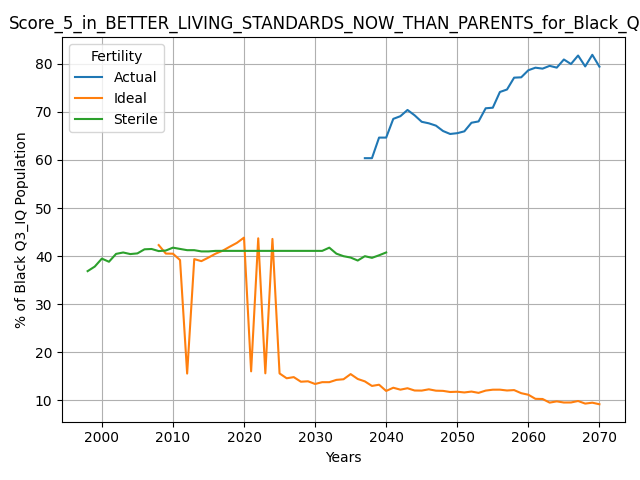 Score_5_in_BETTER_LIVING_STANDARDS_NOW_THAN_PARENTS_for_Black_Q
Fertility
Actual
Ideal
Sterile
% of Black Q3_IQ Population
80
70
60
50
40
30
20
10
2000 2010 2020 2030 2040 2050 2060 2070
Years